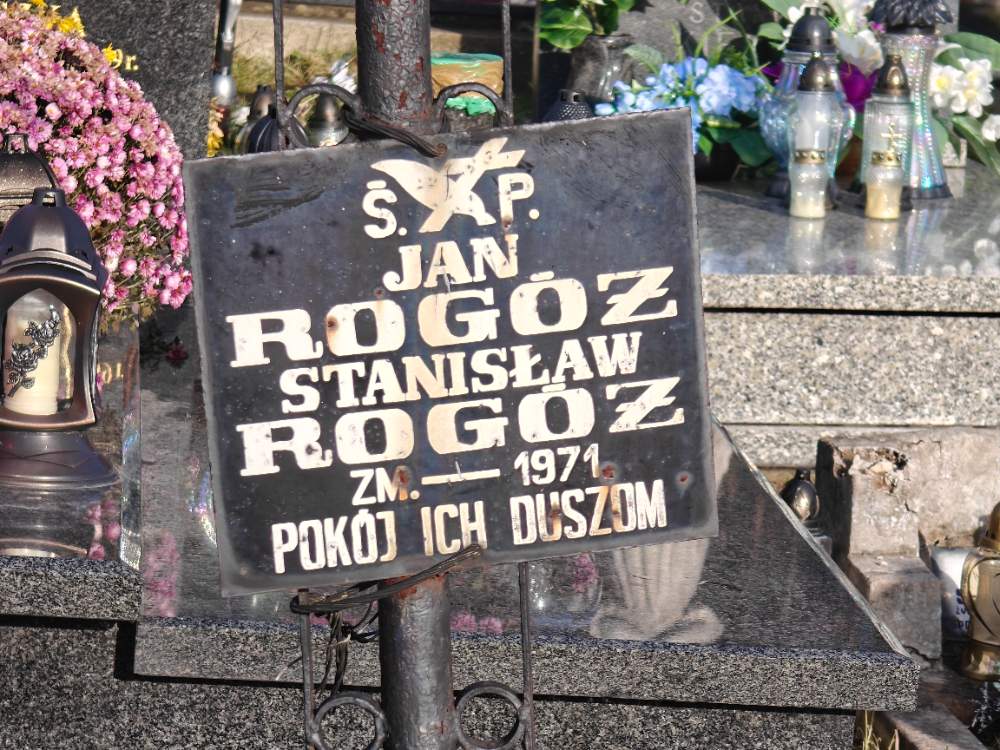 Ś. P.
JAN
ROGÓZ
STANISŁAW
ROGÓZ
ZM. — 1971
POKÓJ ICH DUSZOM